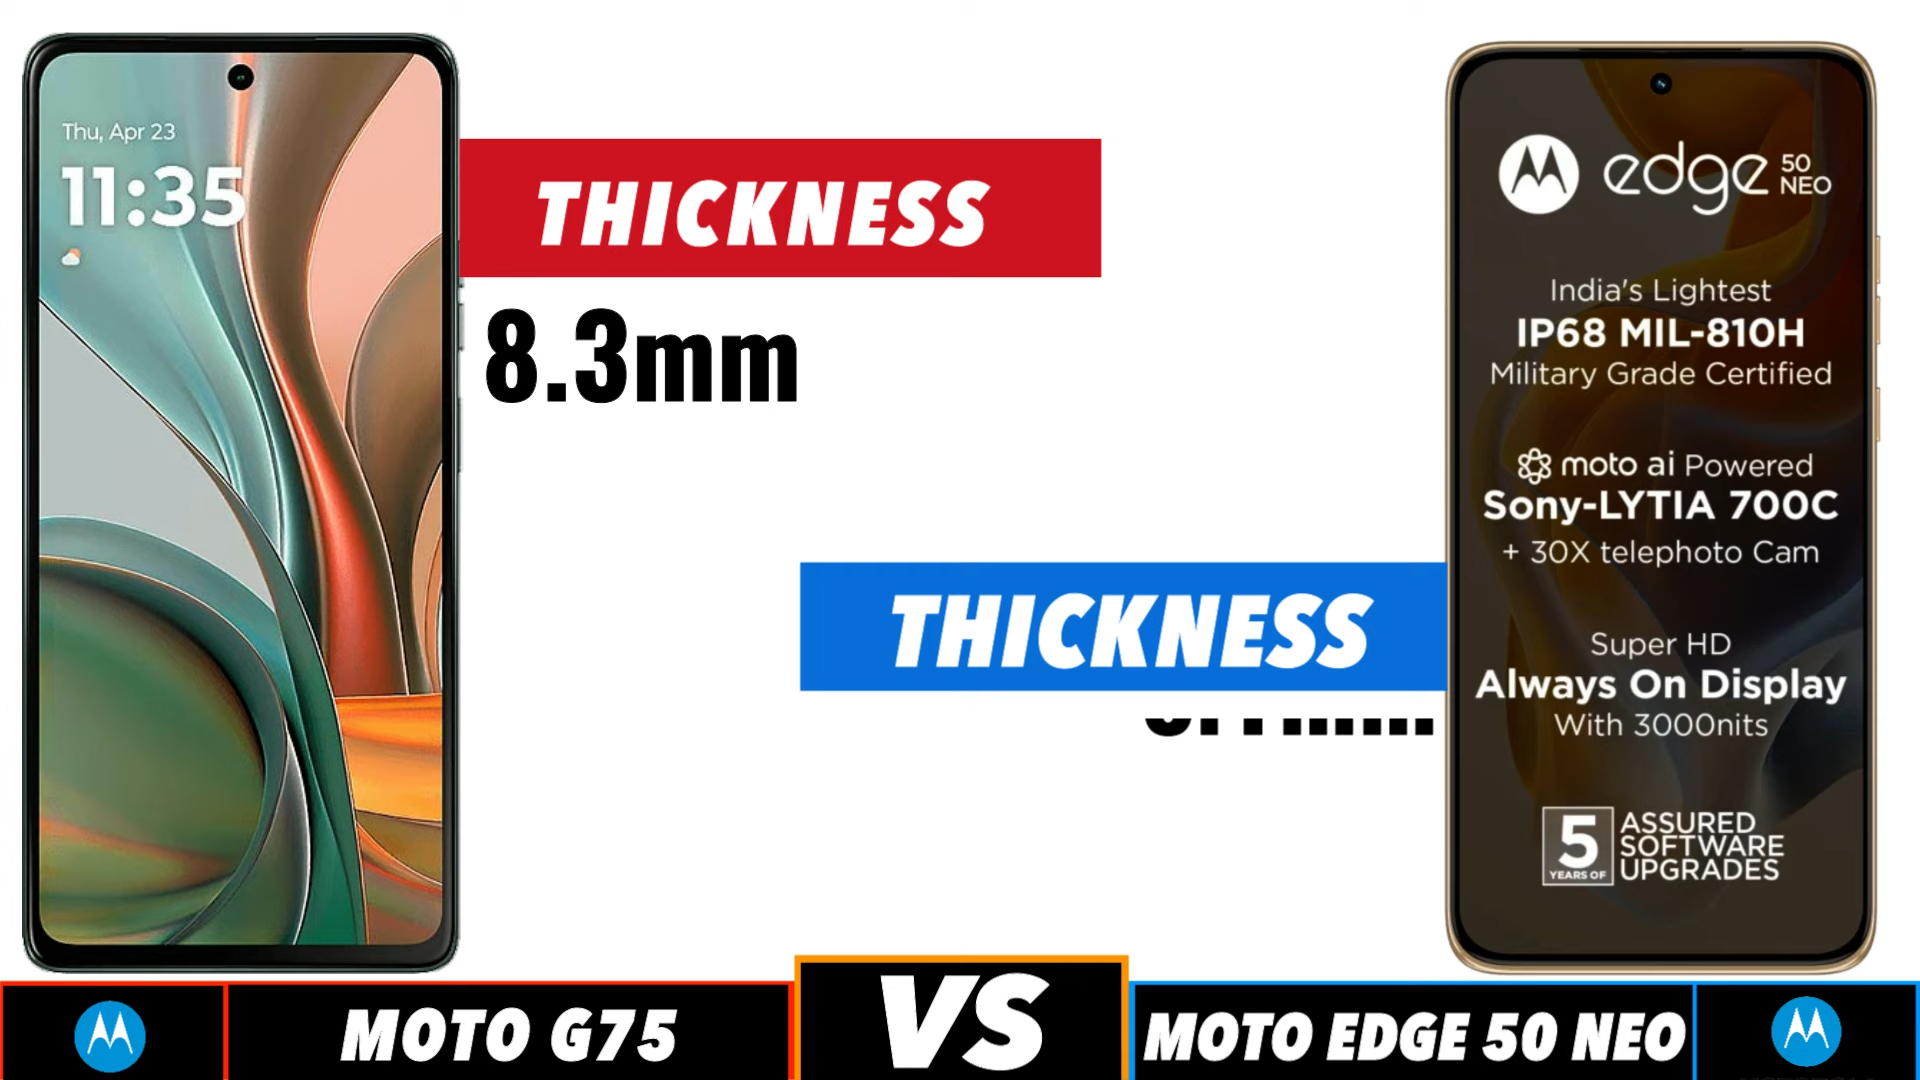 Thu, Apr 23
11:35
THICKNESS
8.3mm
THICKNESS
edge 50 NEO
India's Lightest
IP68 MIL-810H
Military Grade Certified
moto ai Powered
Sony-LYTIA 700C
+ 30X telephoto Cam
Super HD
Always On Display
With 3000nits
5 YEARS OF
ASSURED
SOFTWARE
UPGRADES
MOTO G75
VS
MOTO EDGE 50 NEO